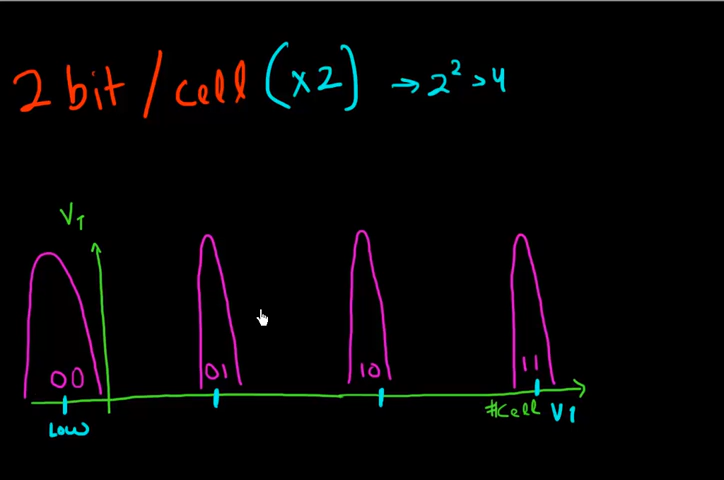 2 bit / cell (x2) → 2² > 4
VT
00 01 10 11
LOW #Cell VT